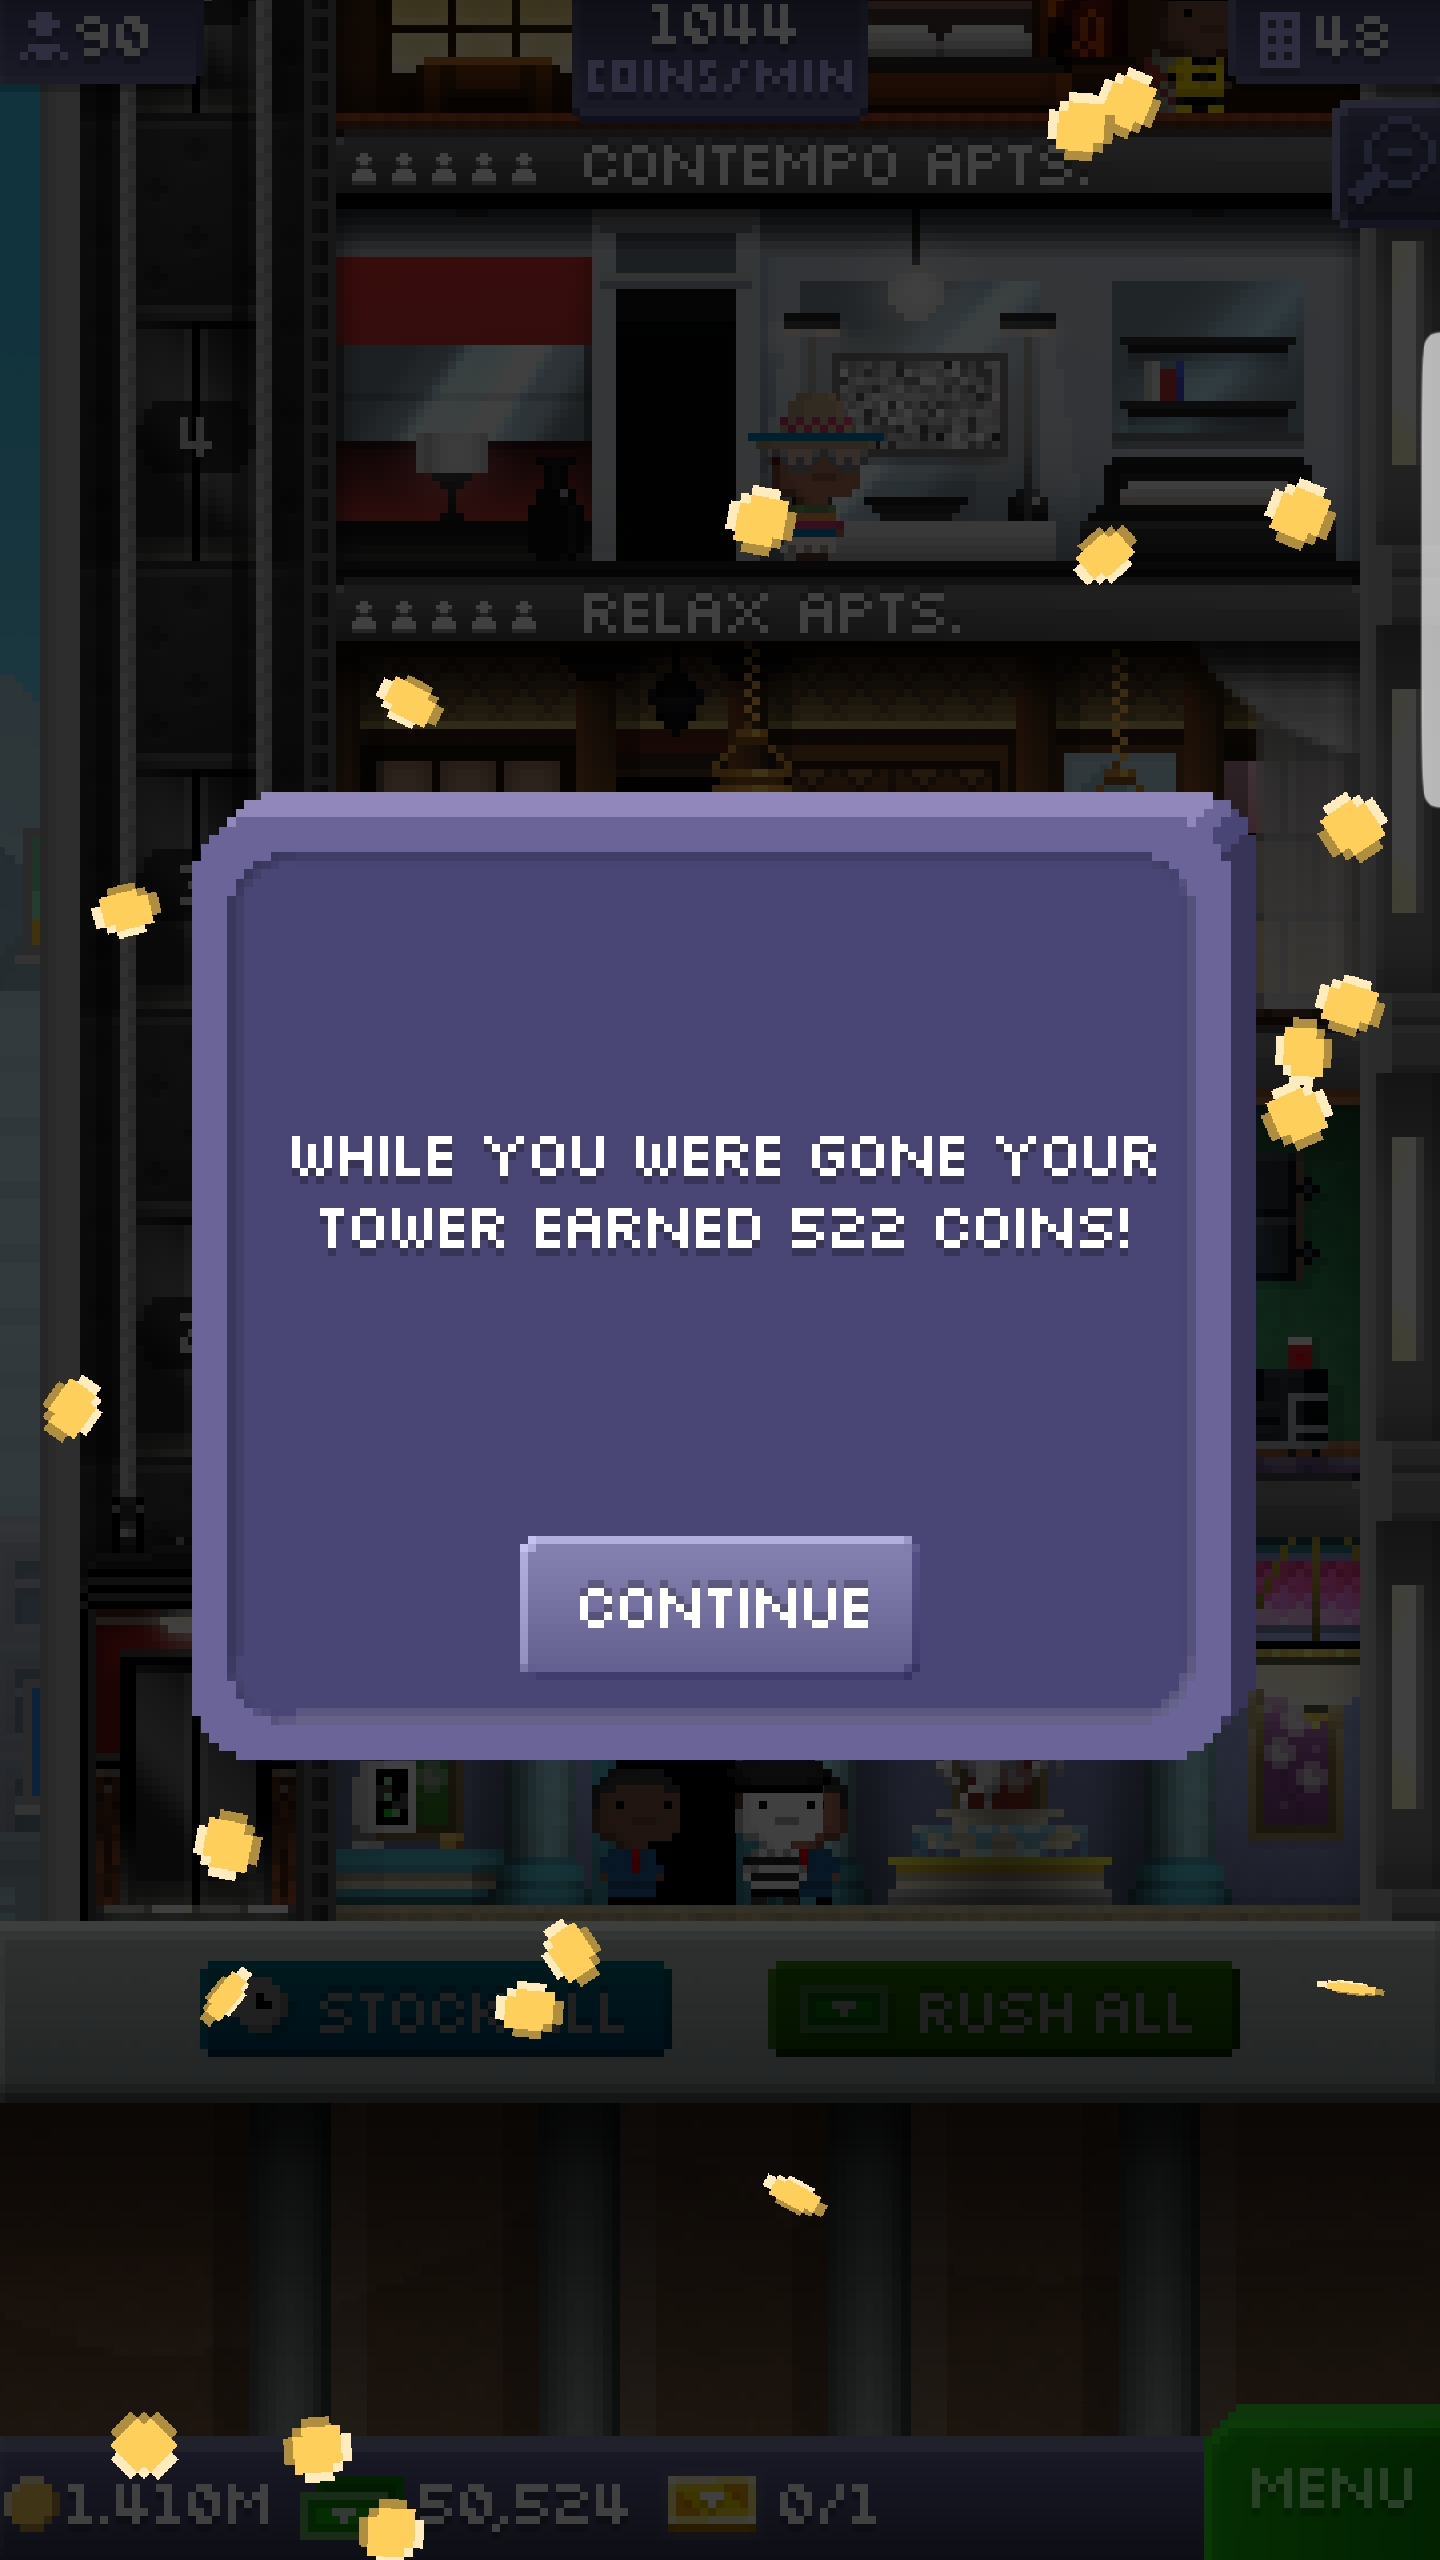 90
1044
COINS/MIN
48
CONTEMPO APTS.
4
RELAX APTS.
WHILE YOU WERE GONE YOUR
TOWER EARNED 522 COINS!
CONTINUE
RUSH ALL
1.410M
50,524
0/1
MENU